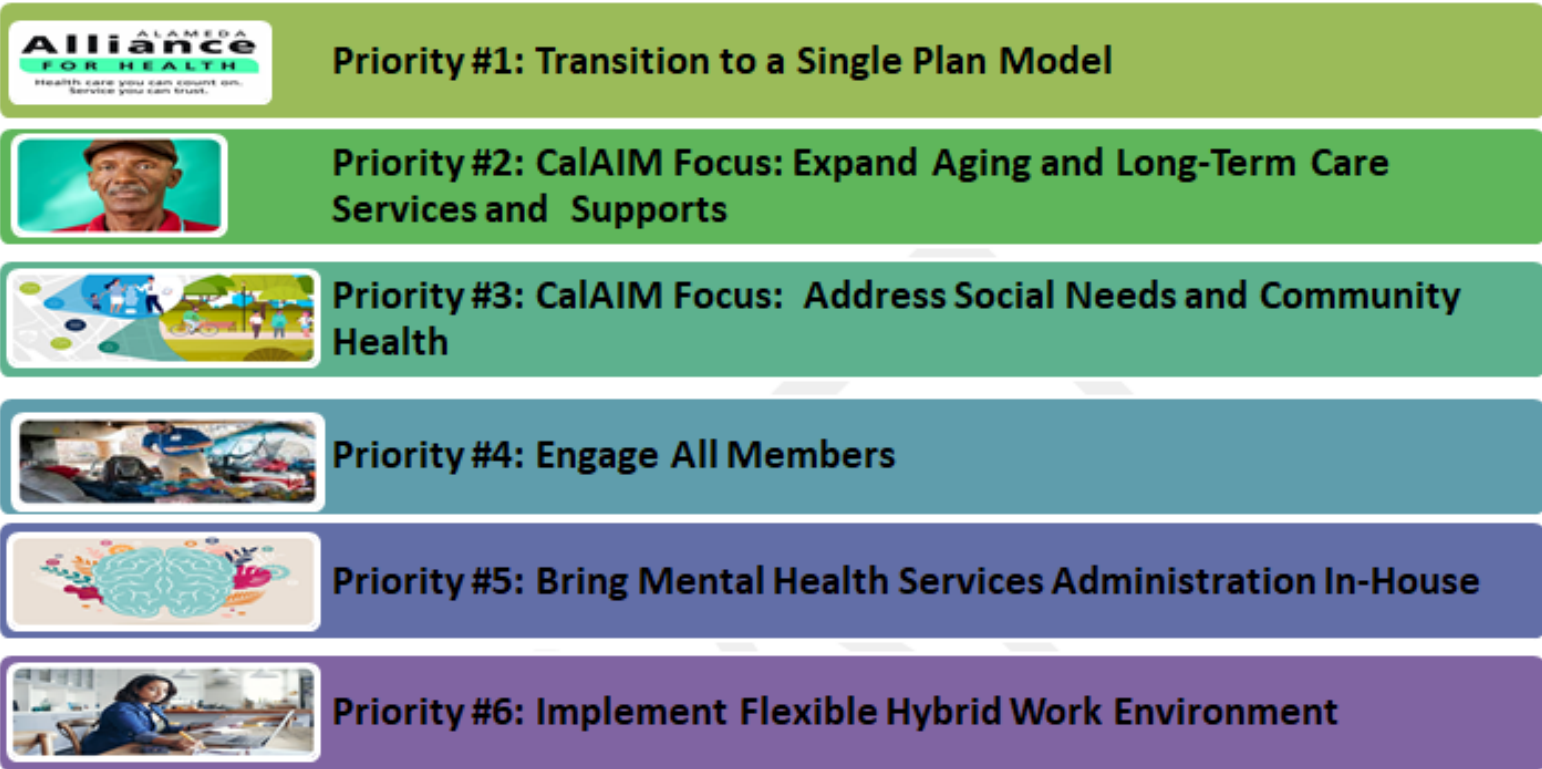 ALAMEDA
Alliance
FOR HEALTH
Health care you can count on.
Service you can trust.
Priority #1: Transition to a Single Plan Model
Priority #2: CalAIM Focus: Expand Aging and Long-Term Care
Services and Supports
Priority #3: CalAIM Focus: Address Social Needs and Community
Health
Priority #4: Engage All Members
Priority #5: Bring Mental Health Services Administration In-House
Priority #6: Implement Flexible Hybrid Work Environment